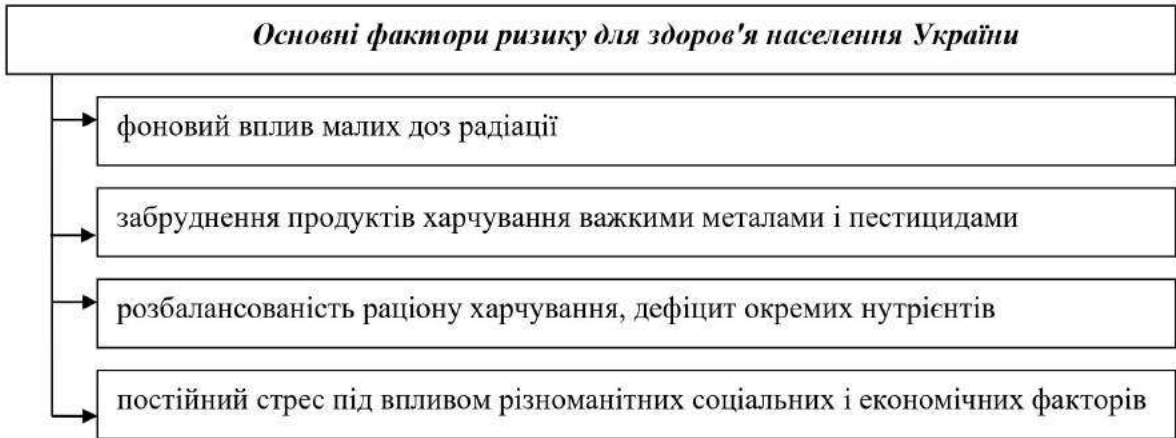 Основні фактори ризику для здоров'я населення України
фоновий вплив малих доз радіації
забруднення продуктів харчування важкими металами і пестицидами
розбалансованість раціону харчування, дефіцит окремих нутрієнтів
постійний стрес під впливом різноманітних соціальних і економічних факторів